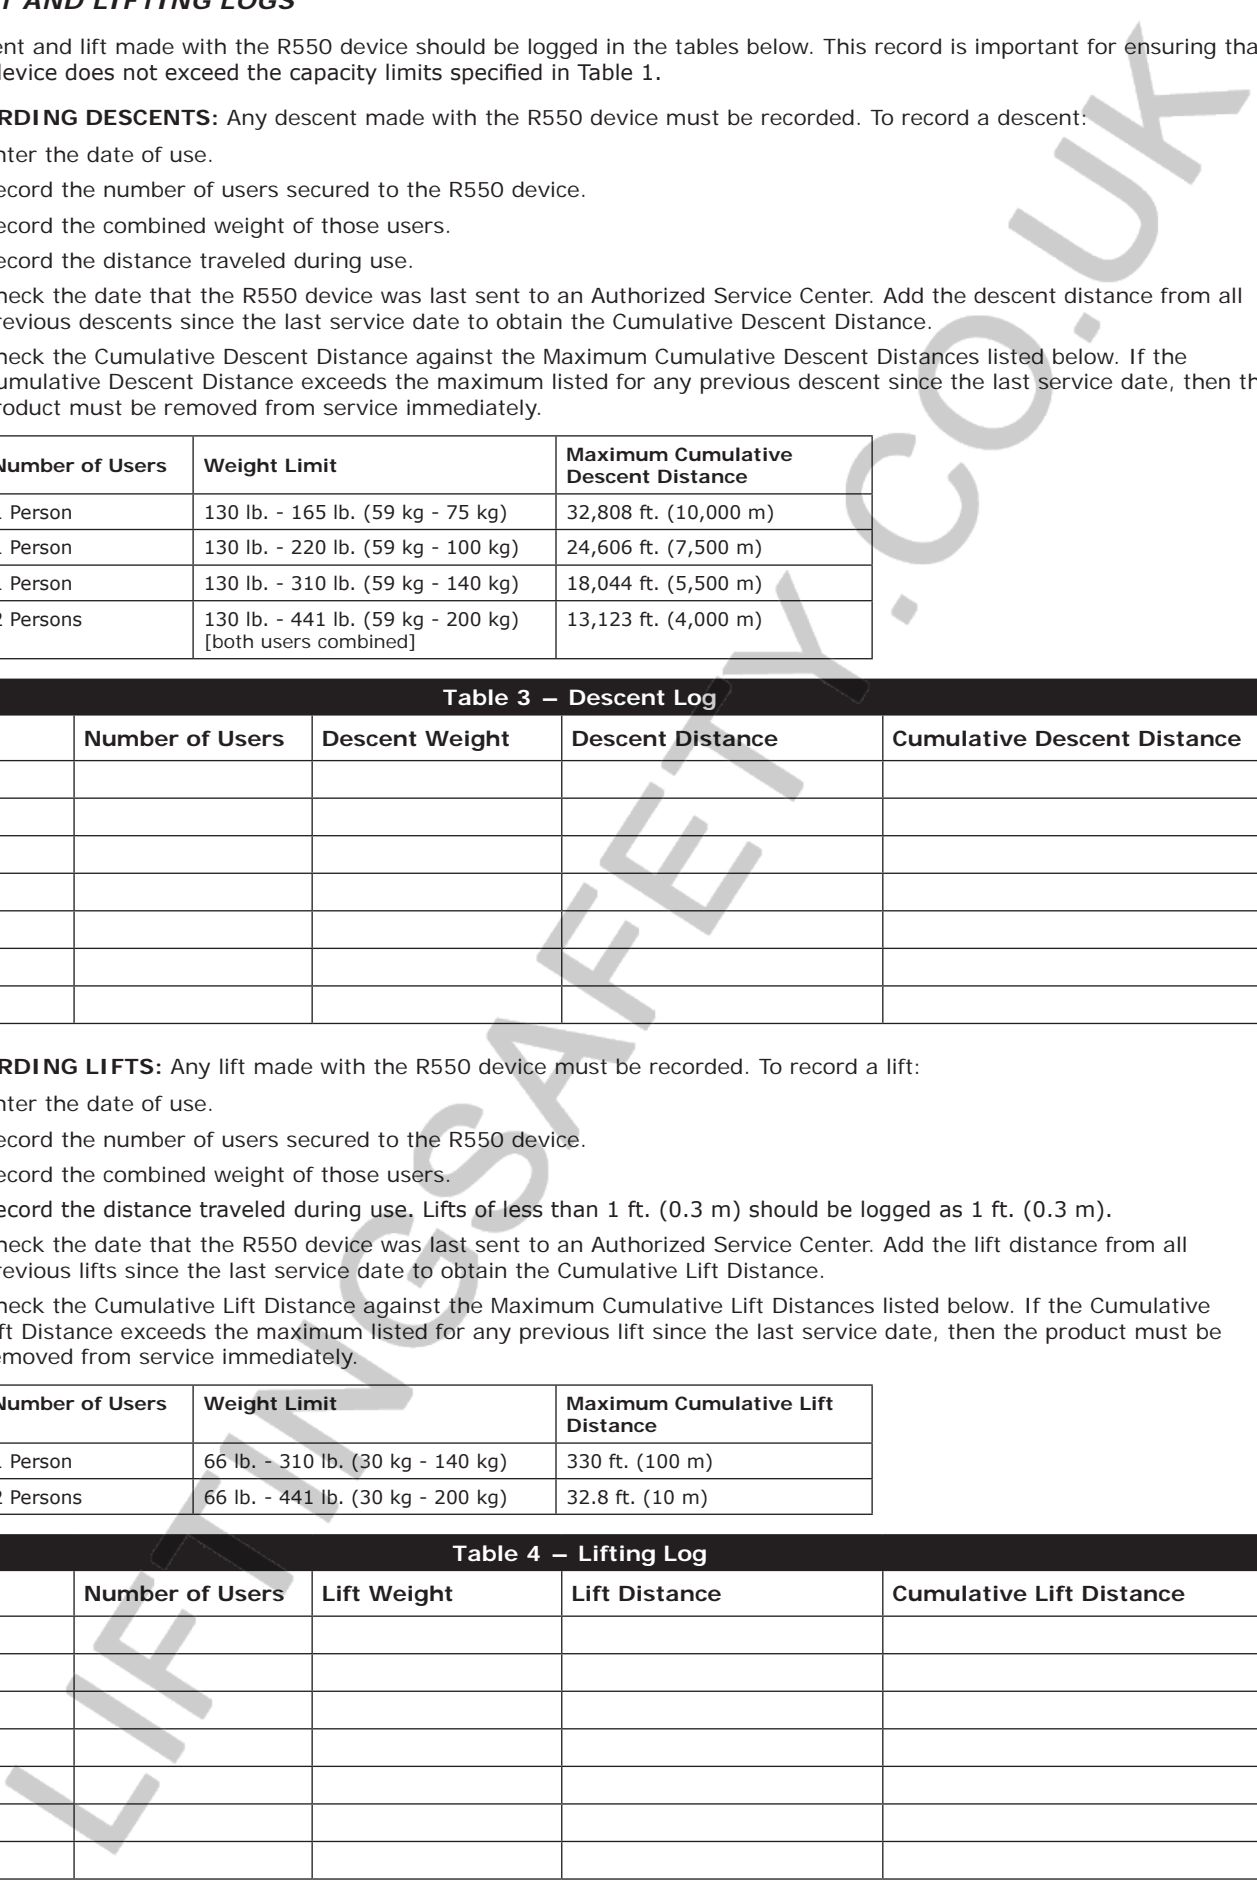 T AND LIFTING LOGS
ent and lift made with the R550 device should be logged in the tables below. This record is important for ensuring tha
device does not exceed the capacity limits specified in Table 1.
RDING DESCENTS: Any descent made with the R550 device must be recorded. To record a descent:
nter the date of use.
ecord the number of users secured to the R550 device.
ecord the combined weight of those users.
ecord the distance traveled during use.
heck the date that the R550 device was last sent to an Authorized Service Center. Add the descent distance from all
revious descents since the last service date to obtain the Cumulative Descent Distance.
heck the Cumulative Descent Distance against the Maximum Cumulative Descent Distances listed below. If the
umulative Descent Distance exceeds the maximum listed for any previous descent since the last service date, then th
roduct must be removed from service immediately.
Number of Users Weight Limit Maximum Cumulative Descent Distance
1 Person 130 lb. - 165 lb. (59 kg - 75 kg) 32,808 ft. (10,000 m)
1 Person 130 lb. - 220 lb. (59 kg - 100 kg) 24,606 ft. (7,500 m)
1 Person 130 lb. - 310 lb. (59 kg - 140 kg) 18,044 ft. (5,500 m)
2 Persons 130 lb. - 441 lb. (59 kg - 200 kg) 13,123 ft. (4,000 m)
[both users combined]
Table 3 – Descent Log
Number of Users Descent Weight Descent Distance Cumulative Descent Distance
RDING LIFTS: Any lift made with the R550 device must be recorded. To record a lift:
nter the date of use.
ecord the number of users secured to the R550 device.
ecord the combined weight of those users.
ecord the distance traveled during use. Lifts of less than 1 ft. (0.3 m) should be logged as 1 ft. (0.3 m).
heck the date that the R550 device was last sent to an Authorized Service Center. Add the lift distance from all
revious lifts since the last service date to obtain the Cumulative Lift Distance.
heck the Cumulative Lift Distance against the Maximum Cumulative Lift Distances listed below. If the Cumulative
ft Distance exceeds the maximum listed for any previous lift since the last service date, then the product must be
emoved from service immediately.
Number of Users Weight Limit Maximum Cumulative Lift Distance
1 Person 66 lb. - 310 lb. (30 kg - 140 kg) 330 ft. (100 m)
2 Persons 66 lb. - 441 lb. (30 kg - 200 kg) 32.8 ft. (10 m)
Table 4 – Lifting Log
Number of Users Lift Weight Lift Distance Cumulative Lift Distance
LIFTINGSAFETY.CO.UK